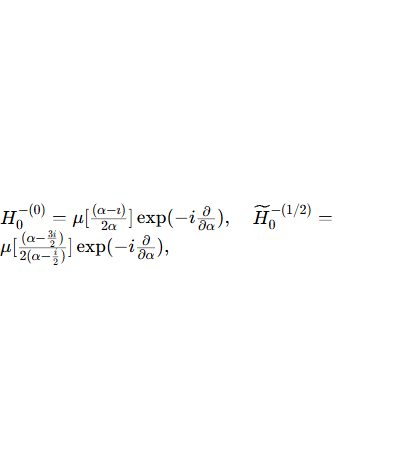 $H_0^{-(0)} = \mu[\frac{(\alpha-\imath)}{2\alpha}]\exp(-i\frac{\partial}{\partial\alpha}), \quad \widetilde{H}_0^{-(1/2)} =$
$\mu[\frac{(\alpha-\frac{3i}{2})}{2(\alpha-\frac{i}{2})}]\exp(-i\frac{\partial}{\partial\alpha}),$